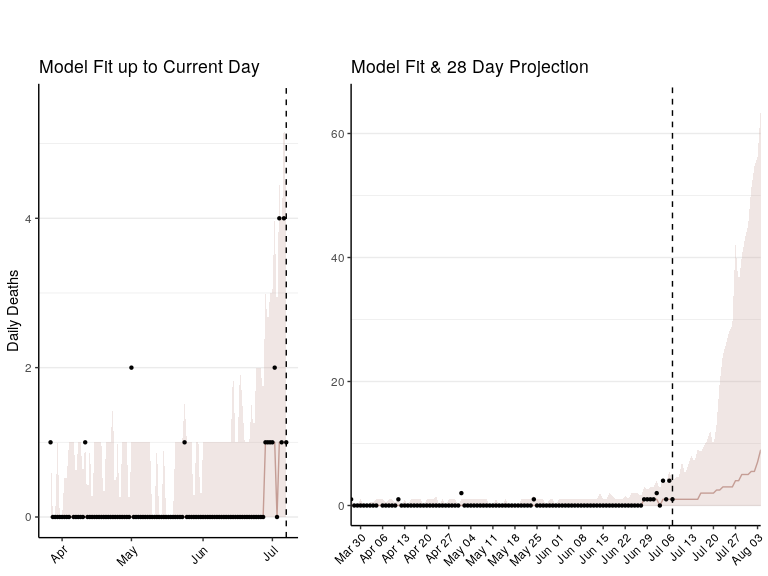 Model Fit up to Current Day
Daily Deaths
4
2
0
Apr
May
Jun
Jul
Model Fit & 28 Day Projection
60
40
20
0
Mar 30
Apr 06
Apr 13
Apr 20
Apr 27
May 04
May 11
May 18
May 25
Jun 01
Jun 08
Jun 15
Jun 22
Jun 29
Jul 06
Jul 13
Jul 20
Jul 27
Aug 03